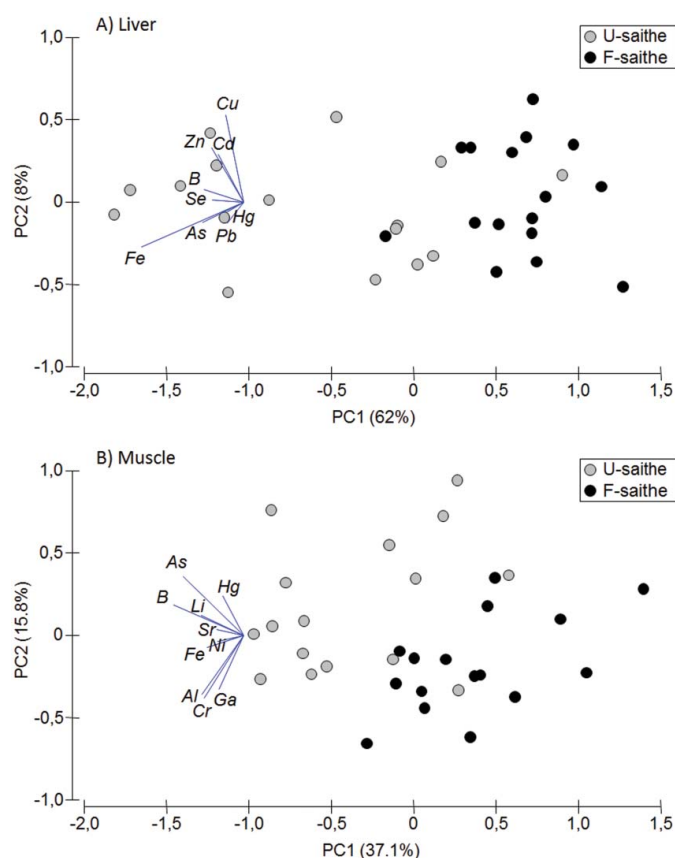 A) Liver
U-saithe
F-saithe
1,0
0,5
0
-0,5
-1,0
PC2 (8%)
Cu
Zn Cd
B
Se
Hg
As Pb
Fe
-2,0 -1,5 -1,0 -0,5 0 0,5 1,0 1,5
PC1 (62%)
B) Muscle
U-saithe
F-saithe
1,0
0,5
0
-0,5
-1,0
PC2 (15.8%)
As
Hg
B
Li
Sr
Ni
Fe
Al
Ga
Cr
-2,0 -1,5 -1,0 -0,5 0 0,5 1,0 1,5
PC1 (37.1%)